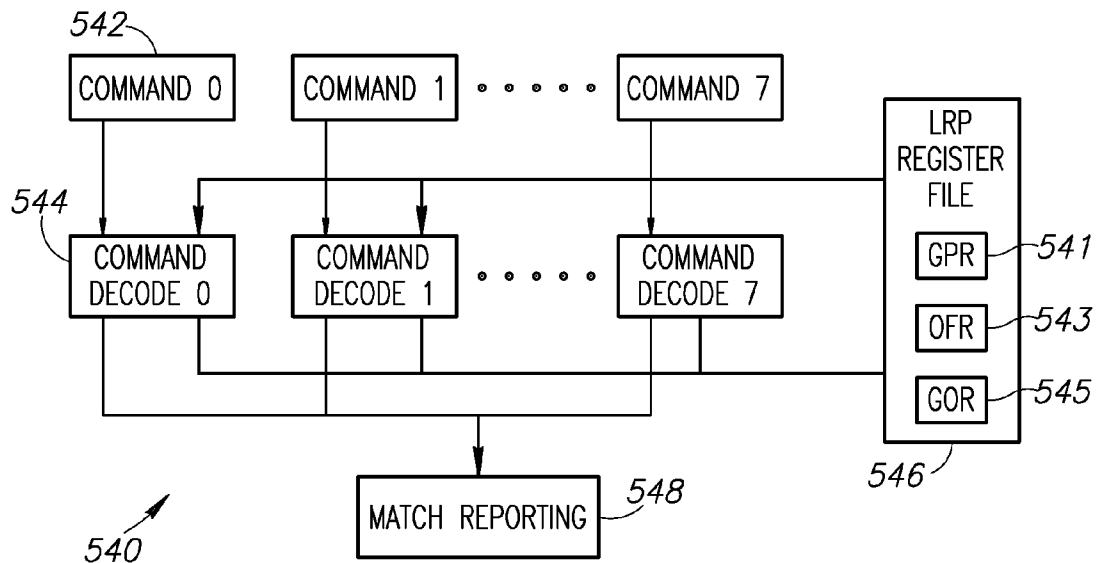 542
COMMAND 0
COMMAND 1
COMMAND 7
LRP
REGISTER
FILE
544
COMMAND
DECODE 0
COMMAND
DECODE 1
COMMAND
DECODE 7
GPR
541
OFR
543
GOR
545
546
MATCH REPORTING
548
540